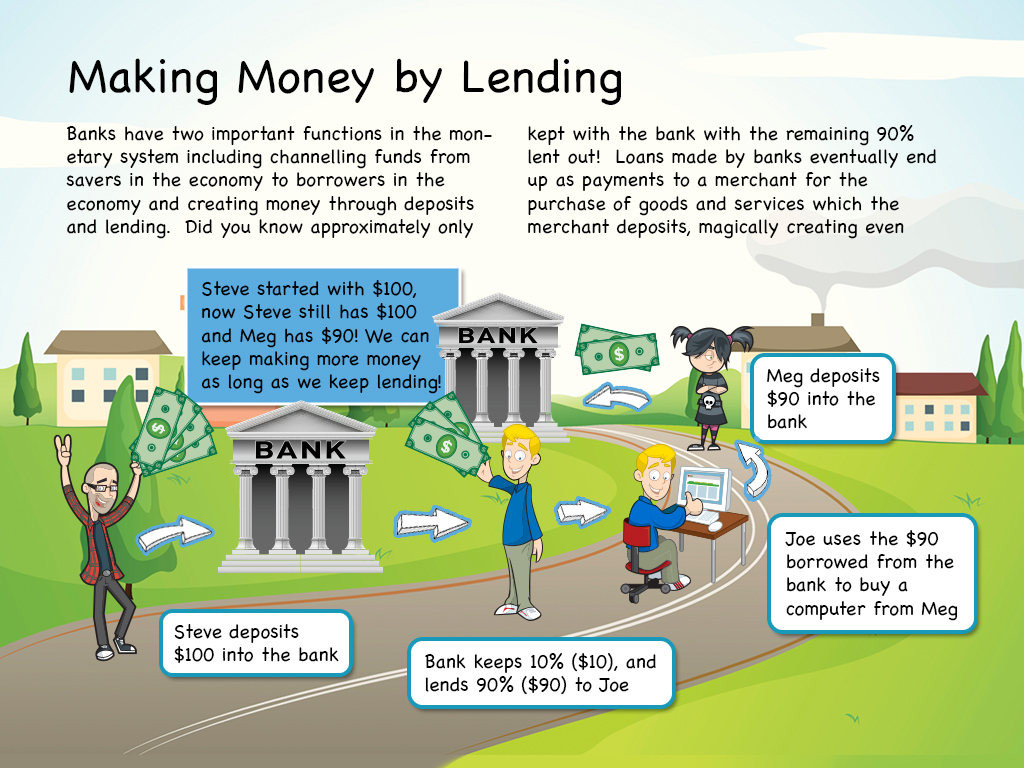 Making Money by Lending
Banks have two important functions in the mon-
etary system including channelling funds from
savers in the economy to borrowers in the
economy and creating money through deposits
and lending.  Did you know approximately only
kept with the bank with the remaining 90%
lent out!  Loans made by banks eventually end
up as payments to a merchant for the
purchase of goods and services which the
merchant deposits, magically creating even
Steve started with $100,
now Steve still has $100
and Meg has $90! We can
keep making more money
as long as we keep lending!
BANK
$
Meg deposits
$90 into the
bank
$
BANK
$
Joe uses the $90
borrowed from the
bank to buy a
computer from Meg
Steve deposits
$100 into the bank
Bank keeps 10% ($10), and
lends 90% ($90) to Joe